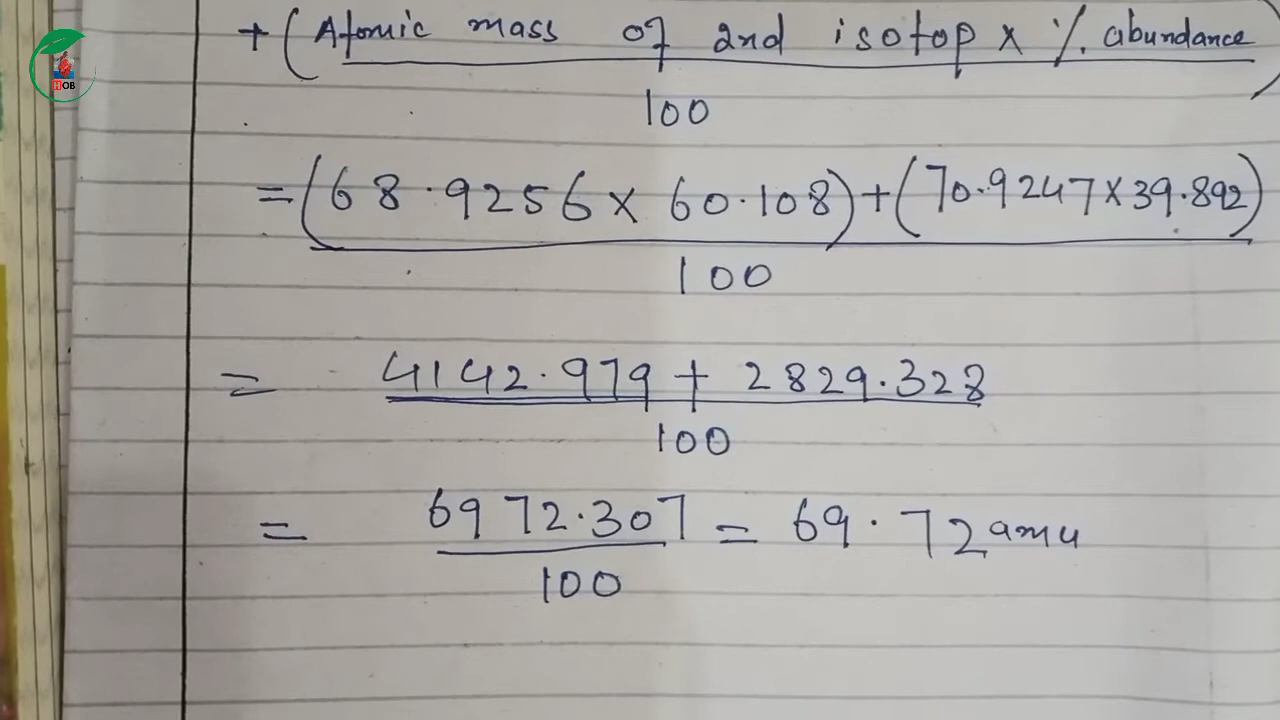 + (Atomic mass of 2nd isotop x %. abundance)
100
HOB
= (68.9256 x 60.108) + (70.9247 x 39.892)
100
= 4142.979 + 2829.328
100
= 6972.307 = 69.72 amu
100